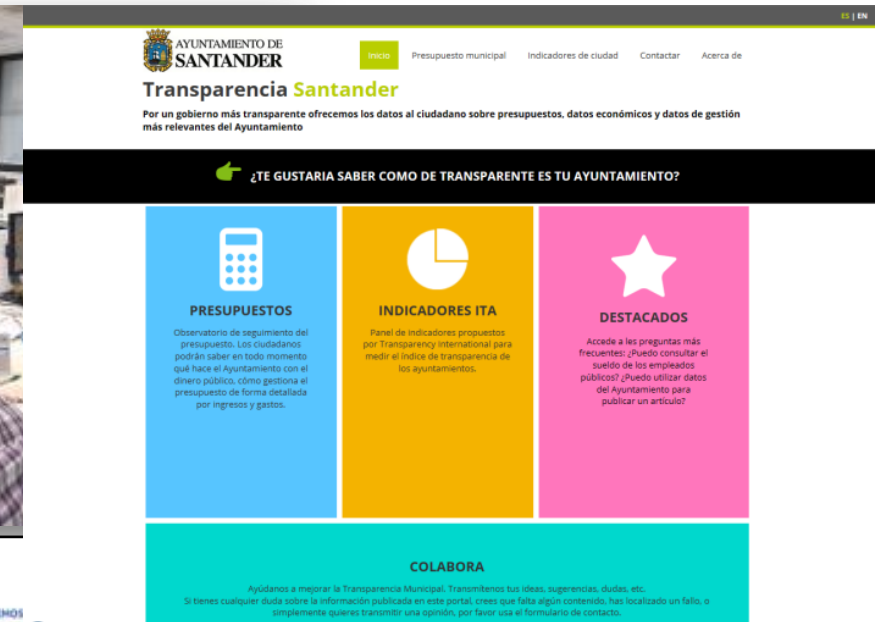 ES | EN
AYUNTAMIENTO DE
SANTANDER
Inicio Presupuesto municipal Indicadores de ciudad Contactar Acerca de
Transparencia Santander
Por un gobierno más transparente ofrecemos los datos al ciudadano sobre presupuestos, datos económicos y datos de gestión
más relevantes del Ayuntamiento
¿TE GUSTARIA SABER COMO DE TRANSPARENTE ES TU AYUNTAMIENTO?
PRESUPUESTOS
Observatorio de seguimiento del
presupuesto. Los ciudadanos
podrán saber en todo momento
qué hace el Ayuntamiento con el
dinero público, cómo gestiona el
presupuesto de forma detallada
por ingresos y gastos.
INDICADORES ITA
Panel de indicadores propuestos
por Transparency International para
medir el índice de transparencia de
los ayuntamientos.
DESTACADOS
Accede a les preguntas más
frecuentes: ¿Puedo consultar el
sueldo de los empleados
públicos? ¿Puedo utilizar datos
del Ayuntamiento para
publicar un artículo?
COLABORA
Ayúdanos a mejorar la Transparencia Municipal. Transmítenos tus ideas, sugerencias, dudas, etc.
Si tienes cualquier duda sobre la información publicada en este portal, crees que falta algún contenido, has localizado un fallo, o
simplemente quieres transmitir una opinión, por favor usa el formulario de contacto.